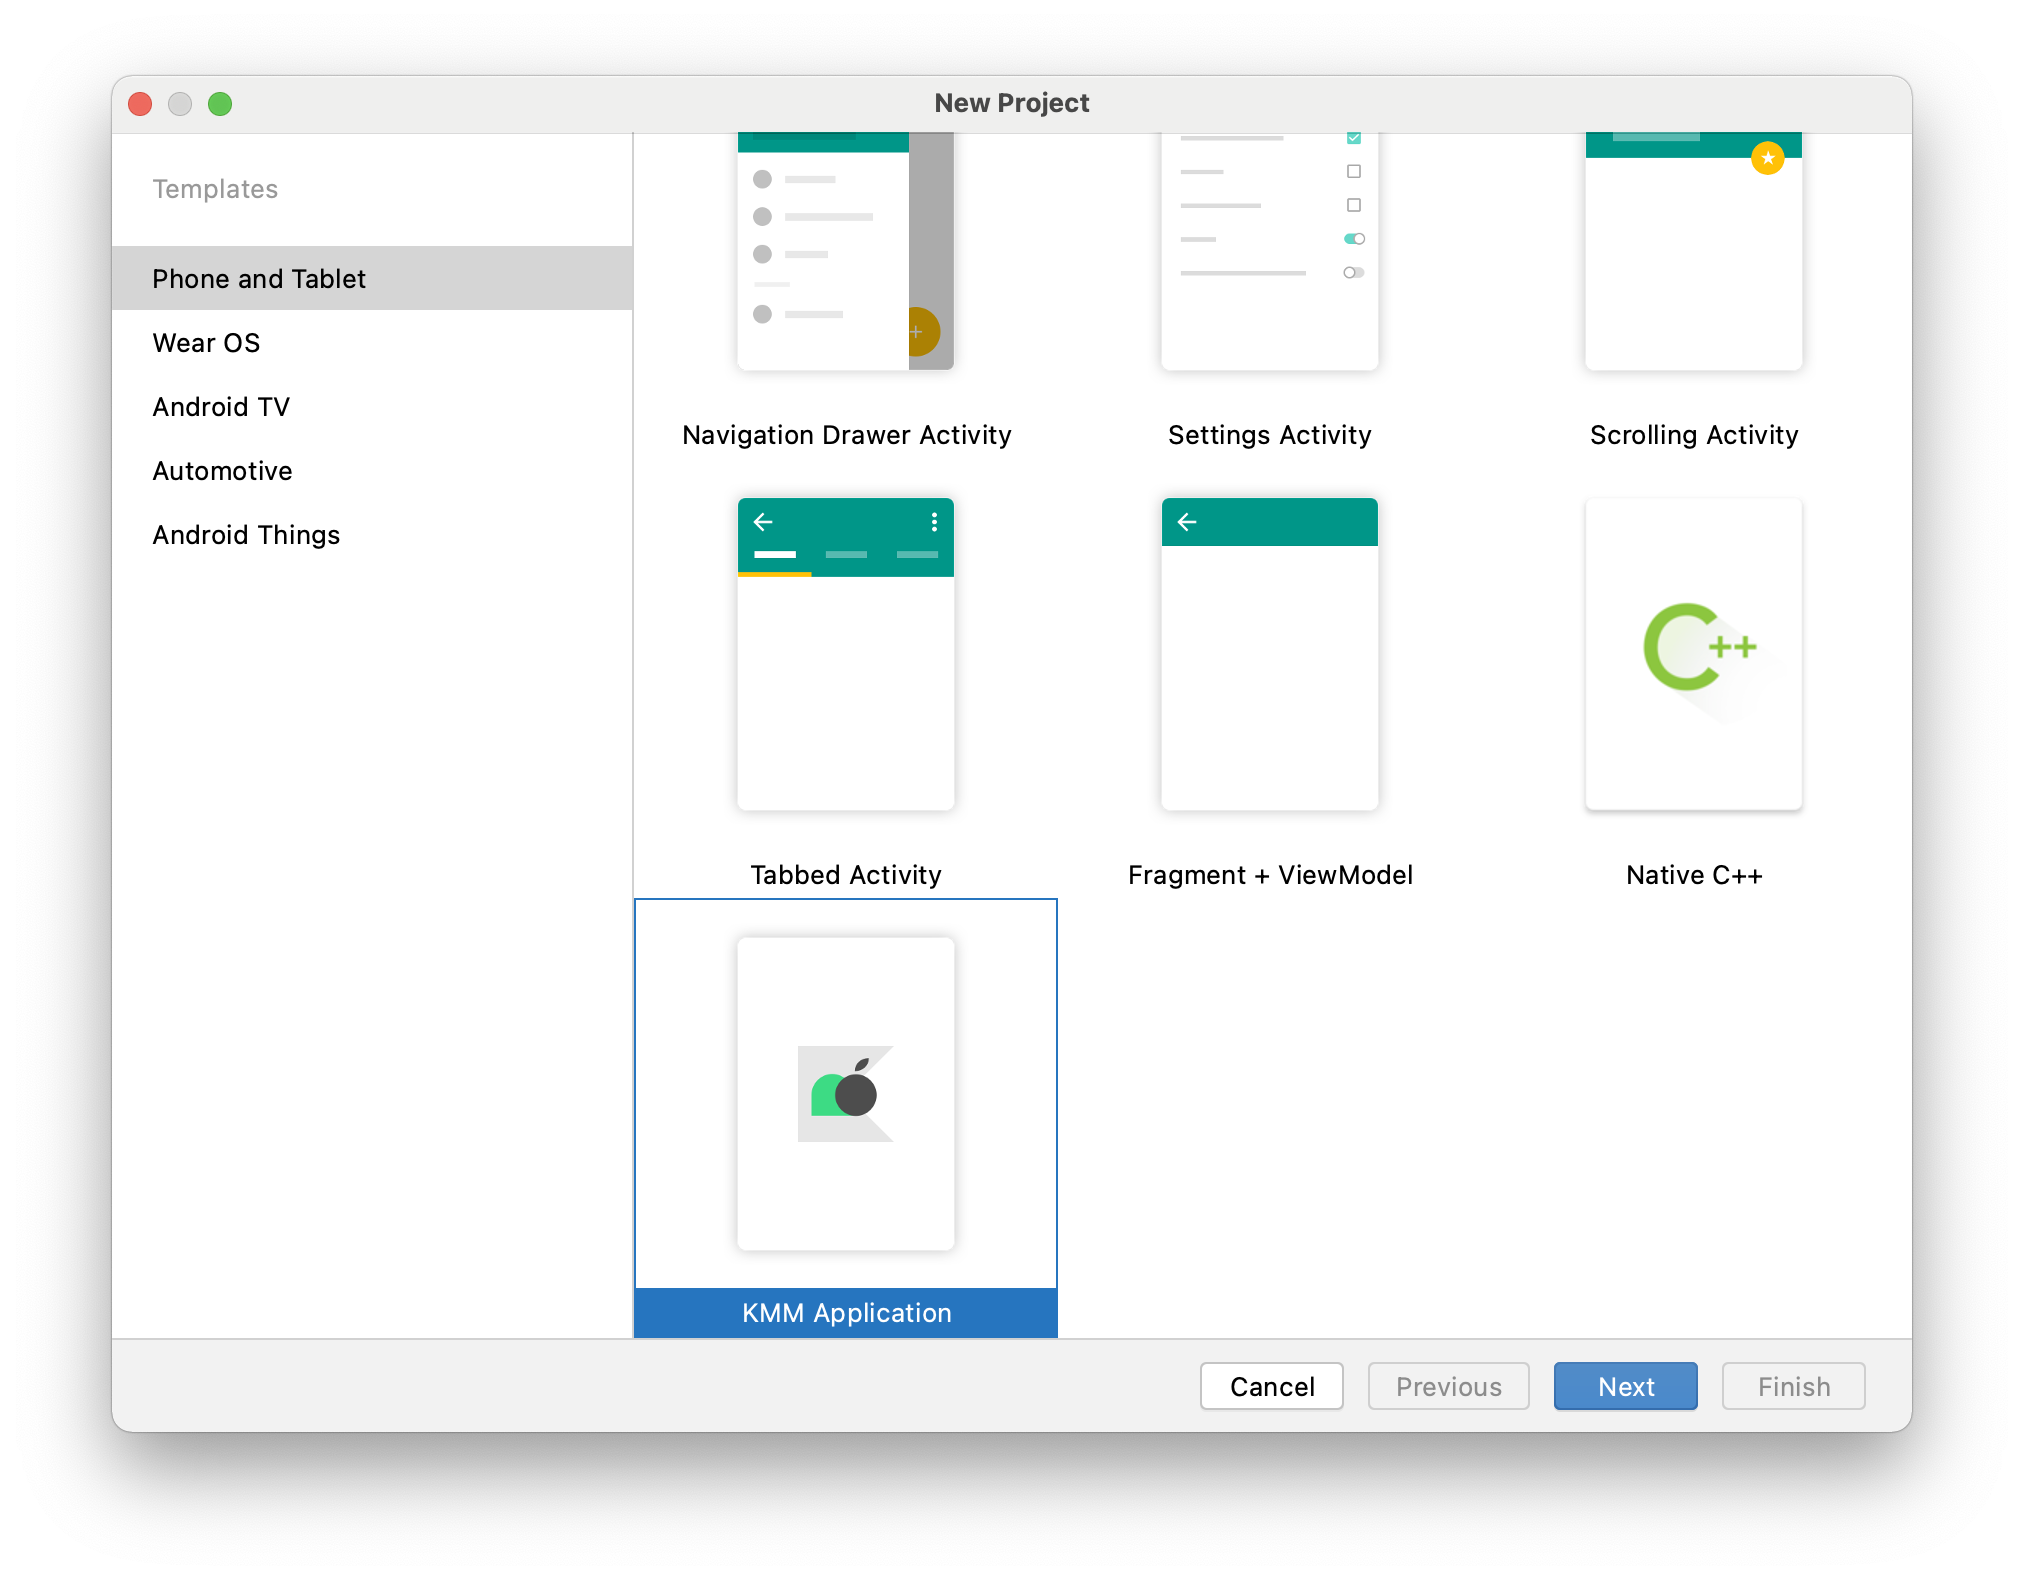 New Project
Templates
Phone and Tablet
Wear OS
Android TV
Automotive
Android Things
Navigation Drawer Activity
Settings Activity
Scrolling Activity
C++
Tabbed Activity
Fragment + ViewModel
Native C++
KMM Application
Cancel
Previous
Next
Finish